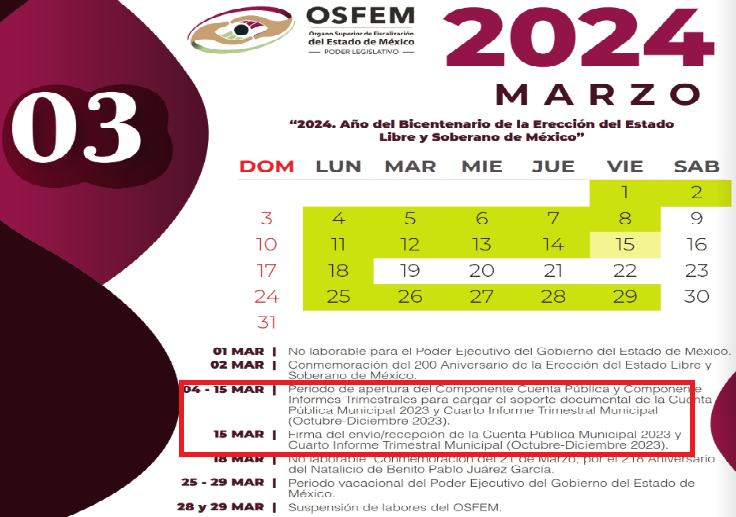 OSFEM
Órgano Superior de Fiscalización
del Estado de México
PODER LEGISLATIVO
2024
MARZO
03
"2024. Año del Bicentenario de la Erección del Estado
Libre y Soberano de México"
DOM LUN MAR MIE JUE VIE SAB
1 2
3 4 5 6 7 8 9
10 11 12 13 14 15 16
17 18 19 20 21 22 23
24 25 26 27 28 29 30
31
01 MAR | No laborable para el Poder Ejecutivo del Gobierno del Estado de México.
02 MAR | Conmemoración del 200 Aniversario de la Erección del Estado Libre y
Soberano de México.
04 - 15 MAR | Periodo de apertura del Componente Cuenta Pública y Componente
Informes Trimestrales para cargar el soporte documental de la Cuenta
Pública Municipal 2023 y Cuarto Informe Trimestral Municipal
(Octubre-Diciembre 2023).
15 MAR | Firma del envío/recepción de la Cuenta Pública Municipal 2023 y
Cuarto Informe Trimestral Municipal (Octubre-Diciembre 2023).
18 MAR | No laborable. Conmemoración del 21 de Marzo, por el 218 Aniversario
del Natalicio de Benito Pablo Juárez García.
25 - 29 MAR | Periodo vacacional del Poder Ejecutivo del Gobierno del Estado de
México.
28 y 29 MAR | Suspensión de labores del OSFEM.